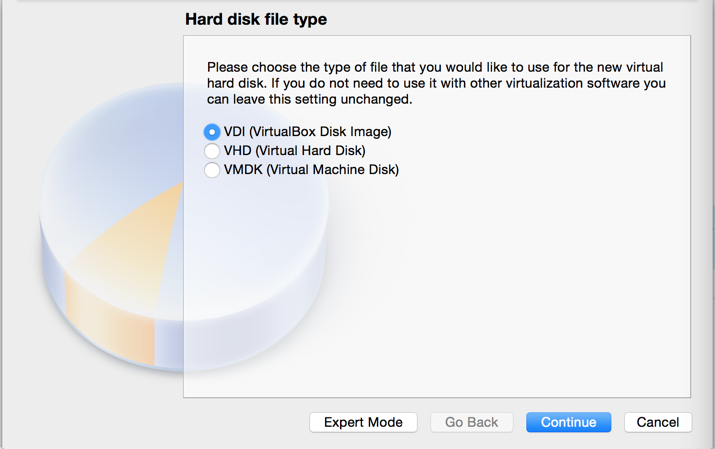 Hard disk file type
Please choose the type of file that you would like to use for the new virtual
hard disk. If you do not need to use it with other virtualization software you
can leave this setting unchanged.
VDI (VirtualBox Disk Image)
VHD (Virtual Hard Disk)
VMDK (Virtual Machine Disk)
Expert Mode Go Back Continue Cancel